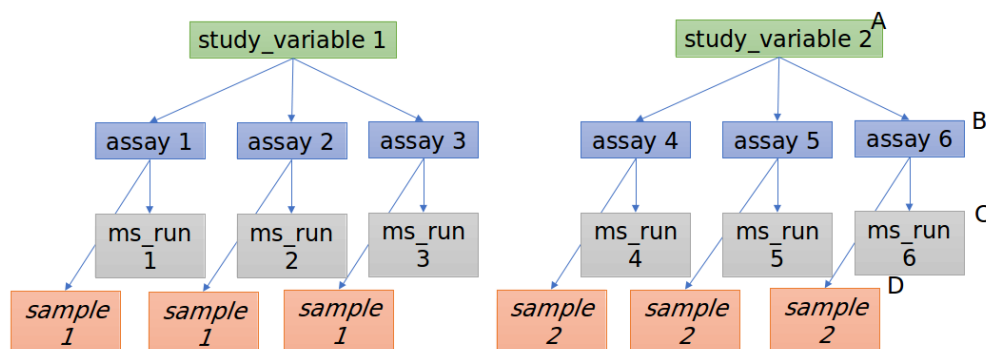 study_variable 1
study_variable 2
A
assay 1
assay 2
assay 3
assay 4
assay 5
assay 6
B
ms_run
1
ms_run
2
ms_run
3
ms_run
4
ms_run
5
ms_run
6
C
sample
1
sample
1
sample
1
sample
2
sample
2
sample
2
D